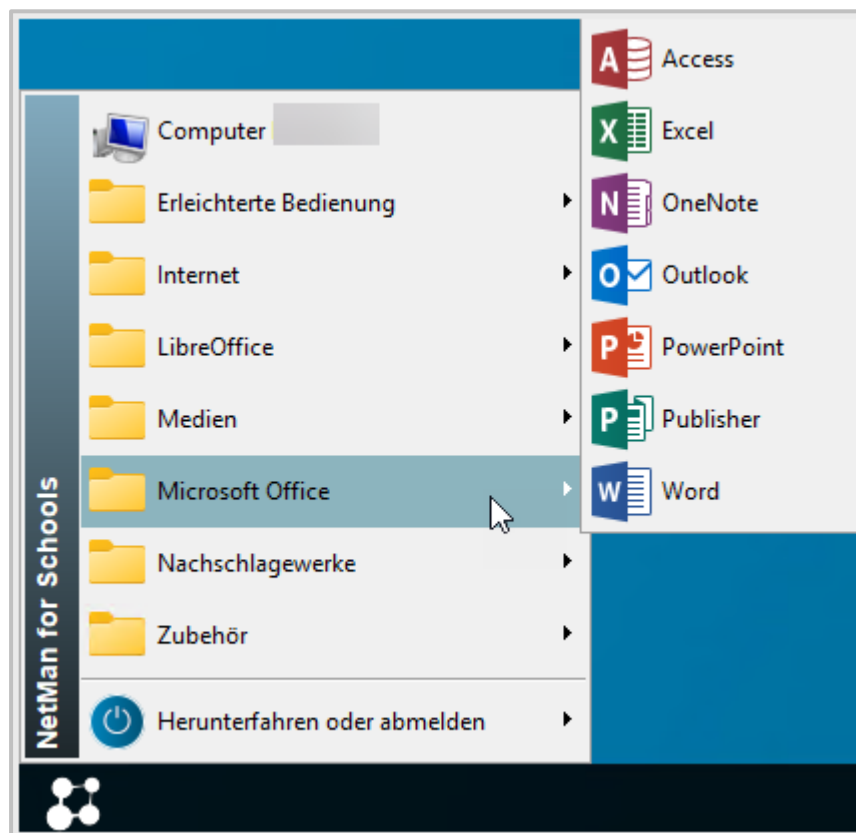 Computer
Erleichterte Bedienung
Internet
LibreOffice
Medien
Microsoft Office
Nachschlagewerke
Zubehör
Herunterfahren oder abmelden
NetMan for Schools
Access
Excel
OneNote
Outlook
PowerPoint
Publisher
Word